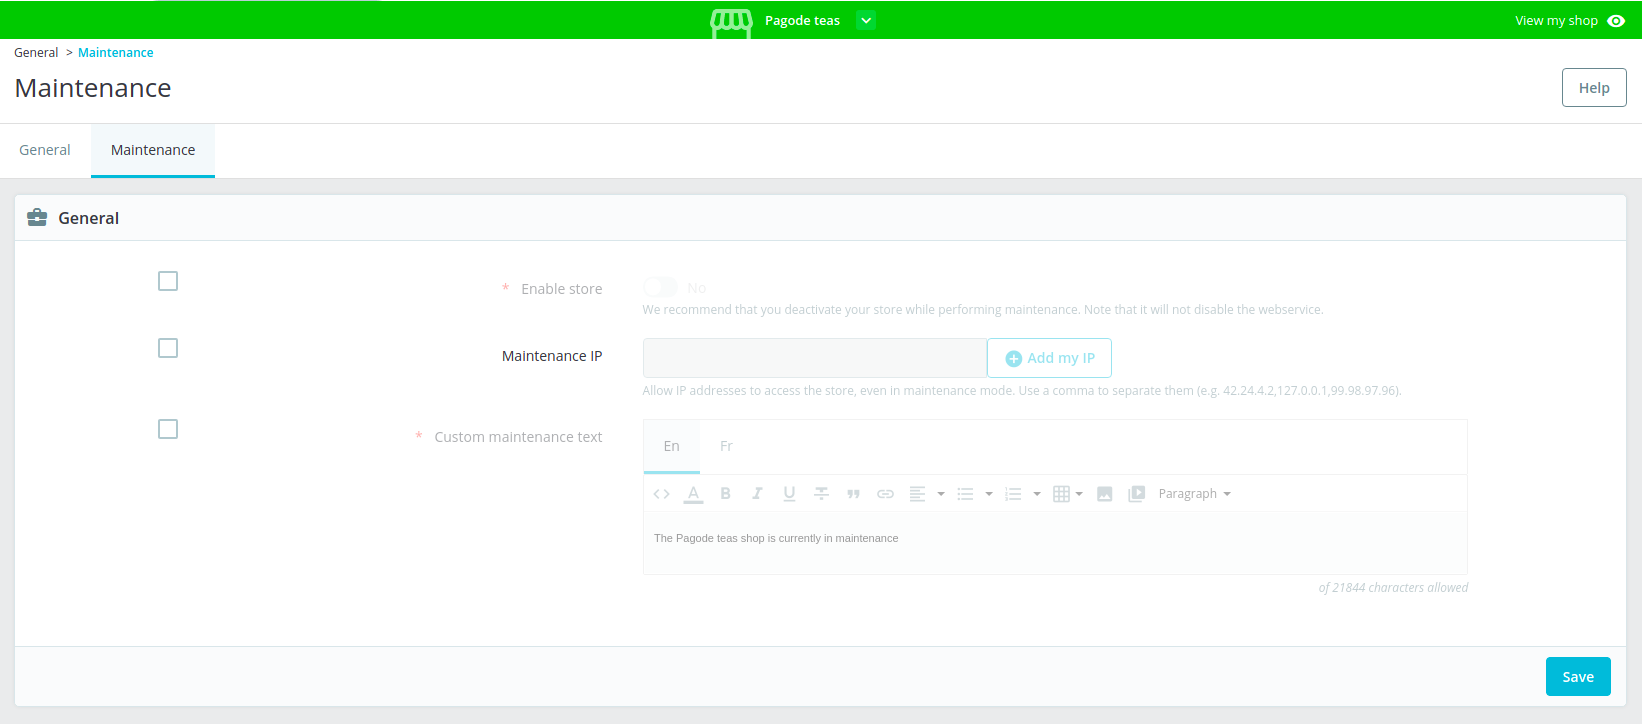 Pagode teas
View my shop
General > Maintenance
Maintenance
Help
General
Maintenance
General
* Enable store
No
We recommend that you deactivate your store while performing maintenance. Note that it will not disable the webservice.
Maintenance IP
Add my IP
Allow IP addresses to access the store, even in maintenance mode. Use a comma to separate them (e.g. 42.24.4.2,127.0.0.1,99.98.97.96).
* Custom maintenance text
En Fr
A B I U Paragraph
The Pagode teas shop is currently in maintenance
of 21844 characters allowed
Save